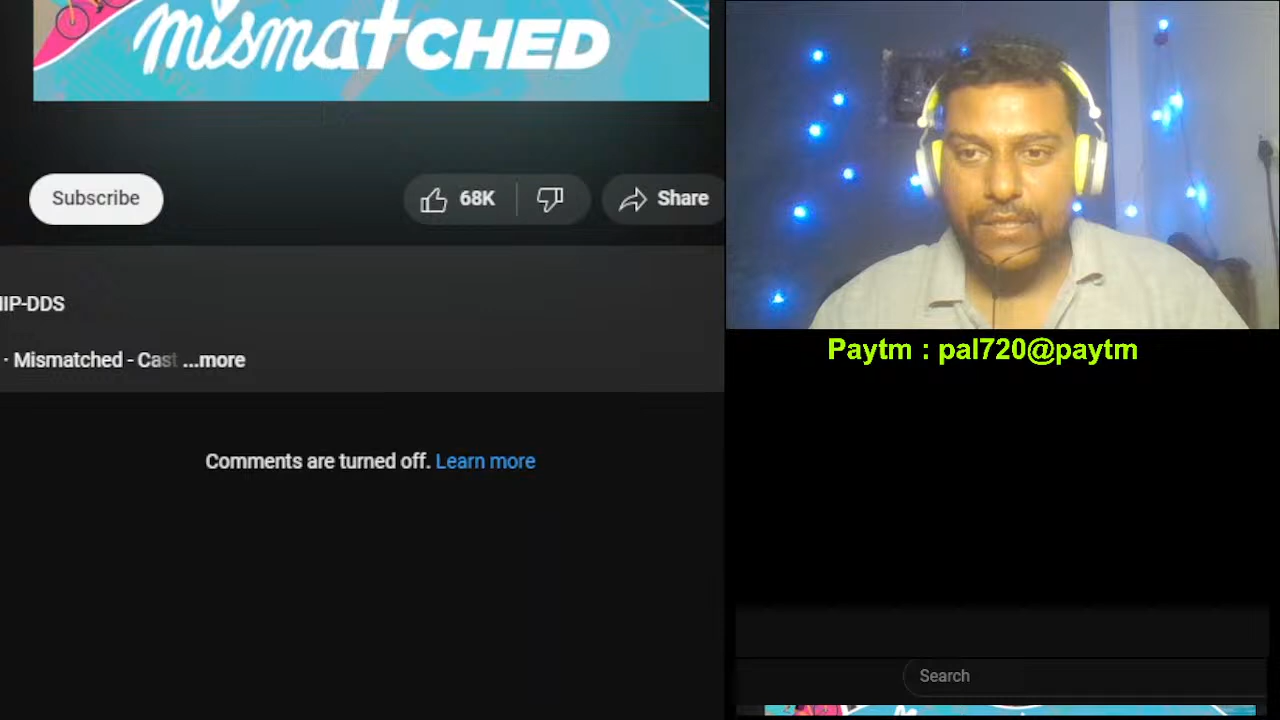 mismatCHED
Subscribe
68K
Share
IIP-DDS
· Mismatched - Cast ...more
Comments are turned off. Learn more
Paytm : pal720@paytm
Search